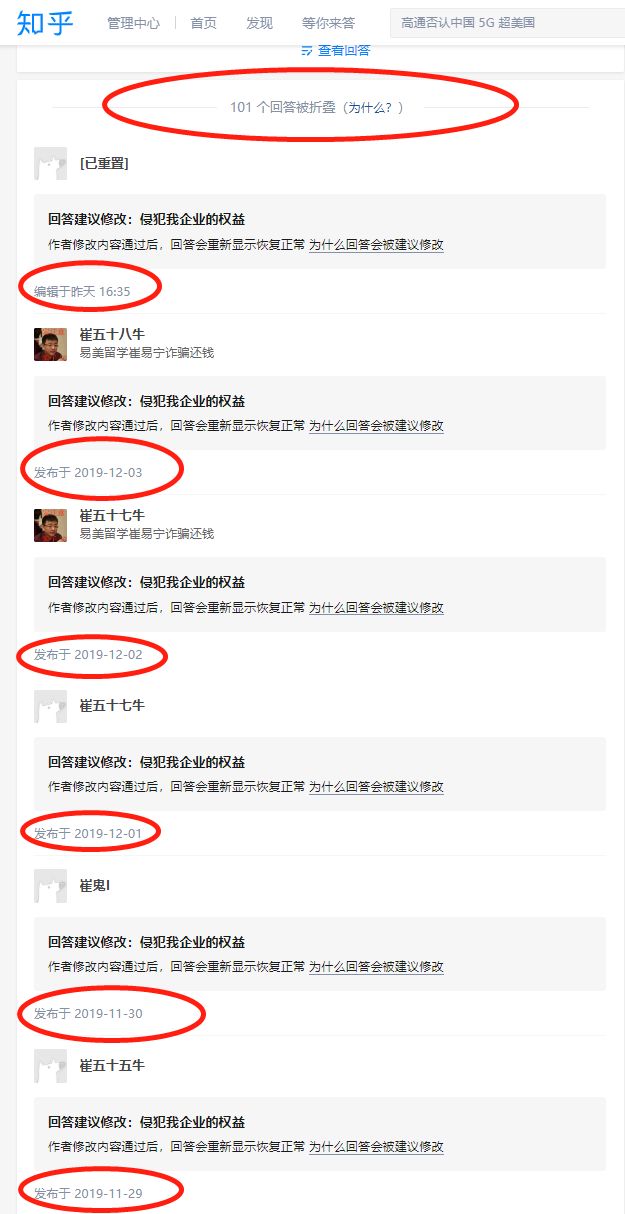 知乎 管理中心 首页 发现 等你来答 高通否认中国 5G 超美国
查看回答
101 个回答被折叠（为什么？）
[已重置]
回答建议修改：侵犯我企业的权益
作者修改内容通过后，回答会重新显示恢复正常 为什么回答会被建议修改
编辑于昨天 16:35
崔五十八牛
易美留学崔易宁诈骗还钱
回答建议修改：侵犯我企业的权益
作者修改内容通过后，回答会重新显示恢复正常 为什么回答会被建议修改
发布于 2019-12-03
崔五十七牛
易美留学崔易宁诈骗还钱
回答建议修改：侵犯我企业的权益
作者修改内容通过后，回答会重新显示恢复正常 为什么回答会被建议修改
发布于 2019-12-02
崔五十七牛
回答建议修改：侵犯我企业的权益
作者修改内容通过后，回答会重新显示恢复正常 为什么回答会被建议修改
发布于 2019-12-01
崔鬼I
回答建议修改：侵犯我企业的权益
作者修改内容通过后，回答会重新显示恢复正常 为什么回答会被建议修改
发布于 2019-11-30
崔五十五牛
回答建议修改：侵犯我企业的权益
作者修改内容通过后，回答会重新显示恢复正常 为什么回答会被建议修改
发布于 2019-11-29